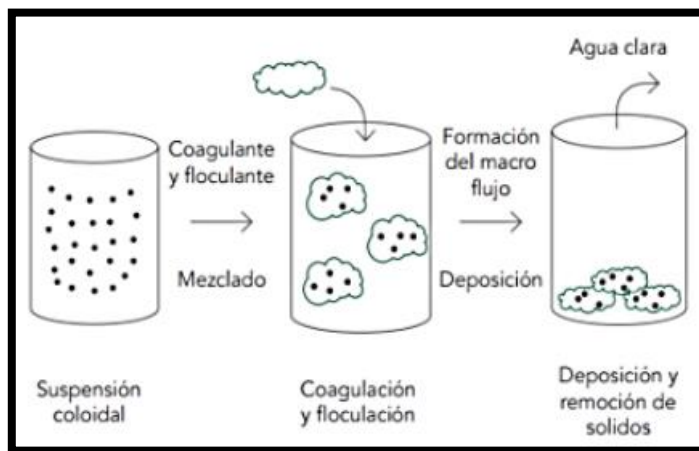 Agua clara
Coagulante
y floculante
Mezclado
Formación
del macro
flujo
Deposición
Suspensión
coloidal
Coagulación
y floculación
Deposición y
remoción de
solidos